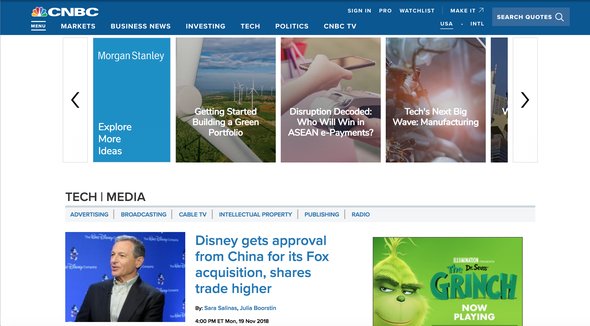 CNBC
SIGN IN PRO WATCHLIST MAKE IT
SEARCH QUOTES
MENU MARKETS BUSINESS NEWS INVESTING TECH POLITICS CNBC TV
USA INTL
Morgan Stanley
Explore
More
Ideas
Getting Started
Building a Green
Portfolio
Disruption Decoded:
Who Will Win in
ASEAN e-Payments?
Tech's Next Big
Wave: Manufacturing
W
TECH | MEDIA
ADVERTISING | BROADCASTING | CABLE TV | INTELLECTUAL PROPERTY | PUBLISHING | RADIO
Disney gets approval
from China for its Fox
acquisition, shares
trade higher
By: Sara Salinas, Julia Boorstin
4:00 PM ET Mon, 19 Nov 2018
ILLUMINATION PRESENTS
Dr. Seuss'
The
GRINCH
NOW
PLAYING